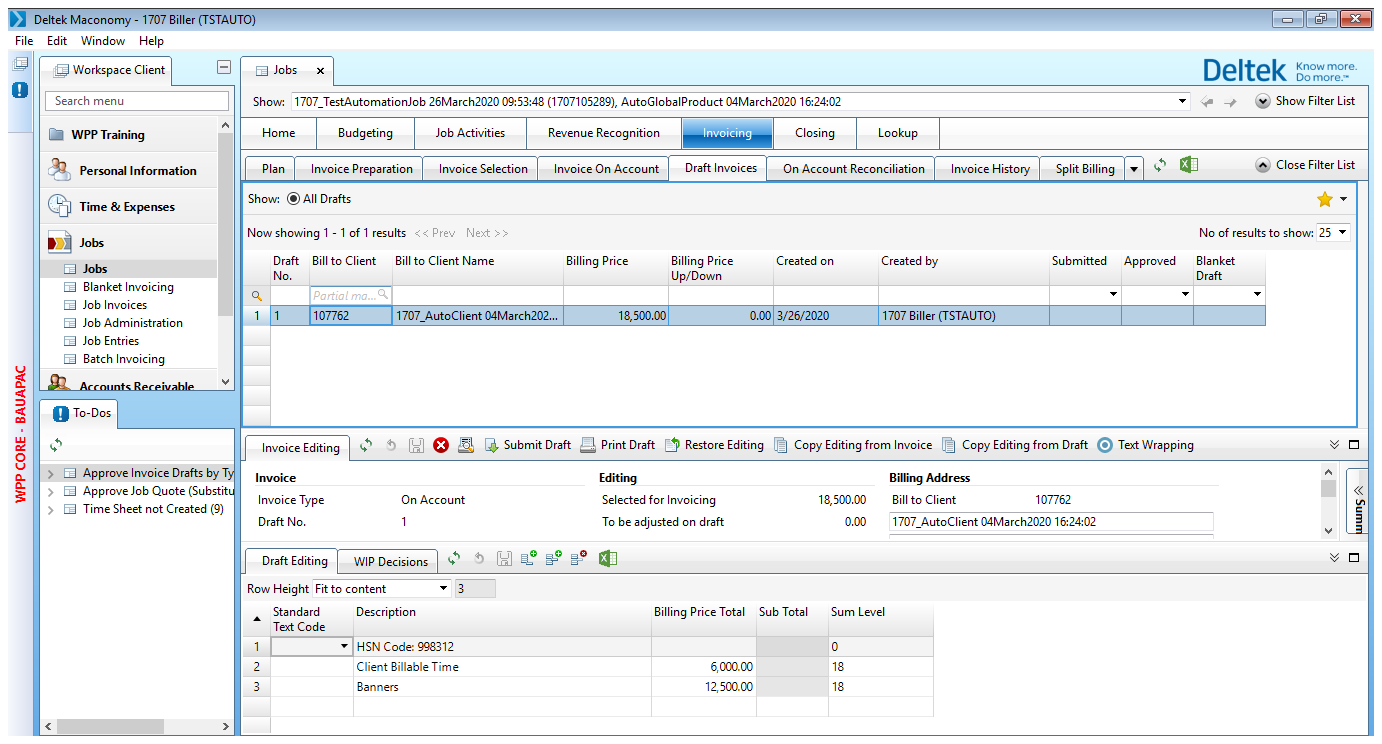 Deltek Maconomy - 1707 Biller (TSTAUTO)
File Edit Window Help
Workspace Client
Search menu
WPP Training
Personal Information
Time & Expenses
Jobs
Jobs
Blanket Invoicing
Job Invoices
Job Administration
Job Entries
Batch Invoicing
Accounts Receivable
WPP CORE - BAUAPAC
To-Dos
Approve Invoice Drafts by Ty
Approve Job Quote (Substitu
Time Sheet not Created (9)
Jobs x
Deltek Know more.
Do more.™
Show: 1707_TestAutomationJob 26March2020 09:53:48 (1707105289), AutoGlobalProduct 04March2020 16:24:02 Show Filter List
Home Budgeting Job Activities Revenue Recognition Invoicing Closing Lookup
Plan Invoice Preparation Invoice Selection Invoice On Account Draft Invoices On Account Reconciliation Invoice History Split Billing Close Filter List
Show: All Drafts
Now showing 1 - 1 of 1 results << Prev Next >> No of results to show: 25
Draft Bill to Client Bill to Client Name Billing Price Billing Price Created on Created by Submitted Approved Blanket
No. Up/Down Draft
Partial ma...
1 1 107762 1707_AutoClient 04March202... 18,500.00 0.00 3/26/2020 1707 Biller (TSTAUTO)
Invoice Editing Submit Draft Print Draft Restore Editing Copy Editing from Invoice Copy Editing from Draft Text Wrapping
Invoice Editing Billing Address
Invoice Type On Account Selected for Invoicing 18,500.00 Bill to Client 107762
Draft No. 1 To be adjusted on draft 0.00 1707_AutoClient 04March2020 16:24:02
« Summ
Draft Editing WIP Decisions
Row Height Fit to content 3
Standard Description Billing Price Total Sub Total Sum Level
Text Code
1 HSN Code: 998312 0
2 Client Billable Time 6,000.00 18
3 Banners 12,500.00 18